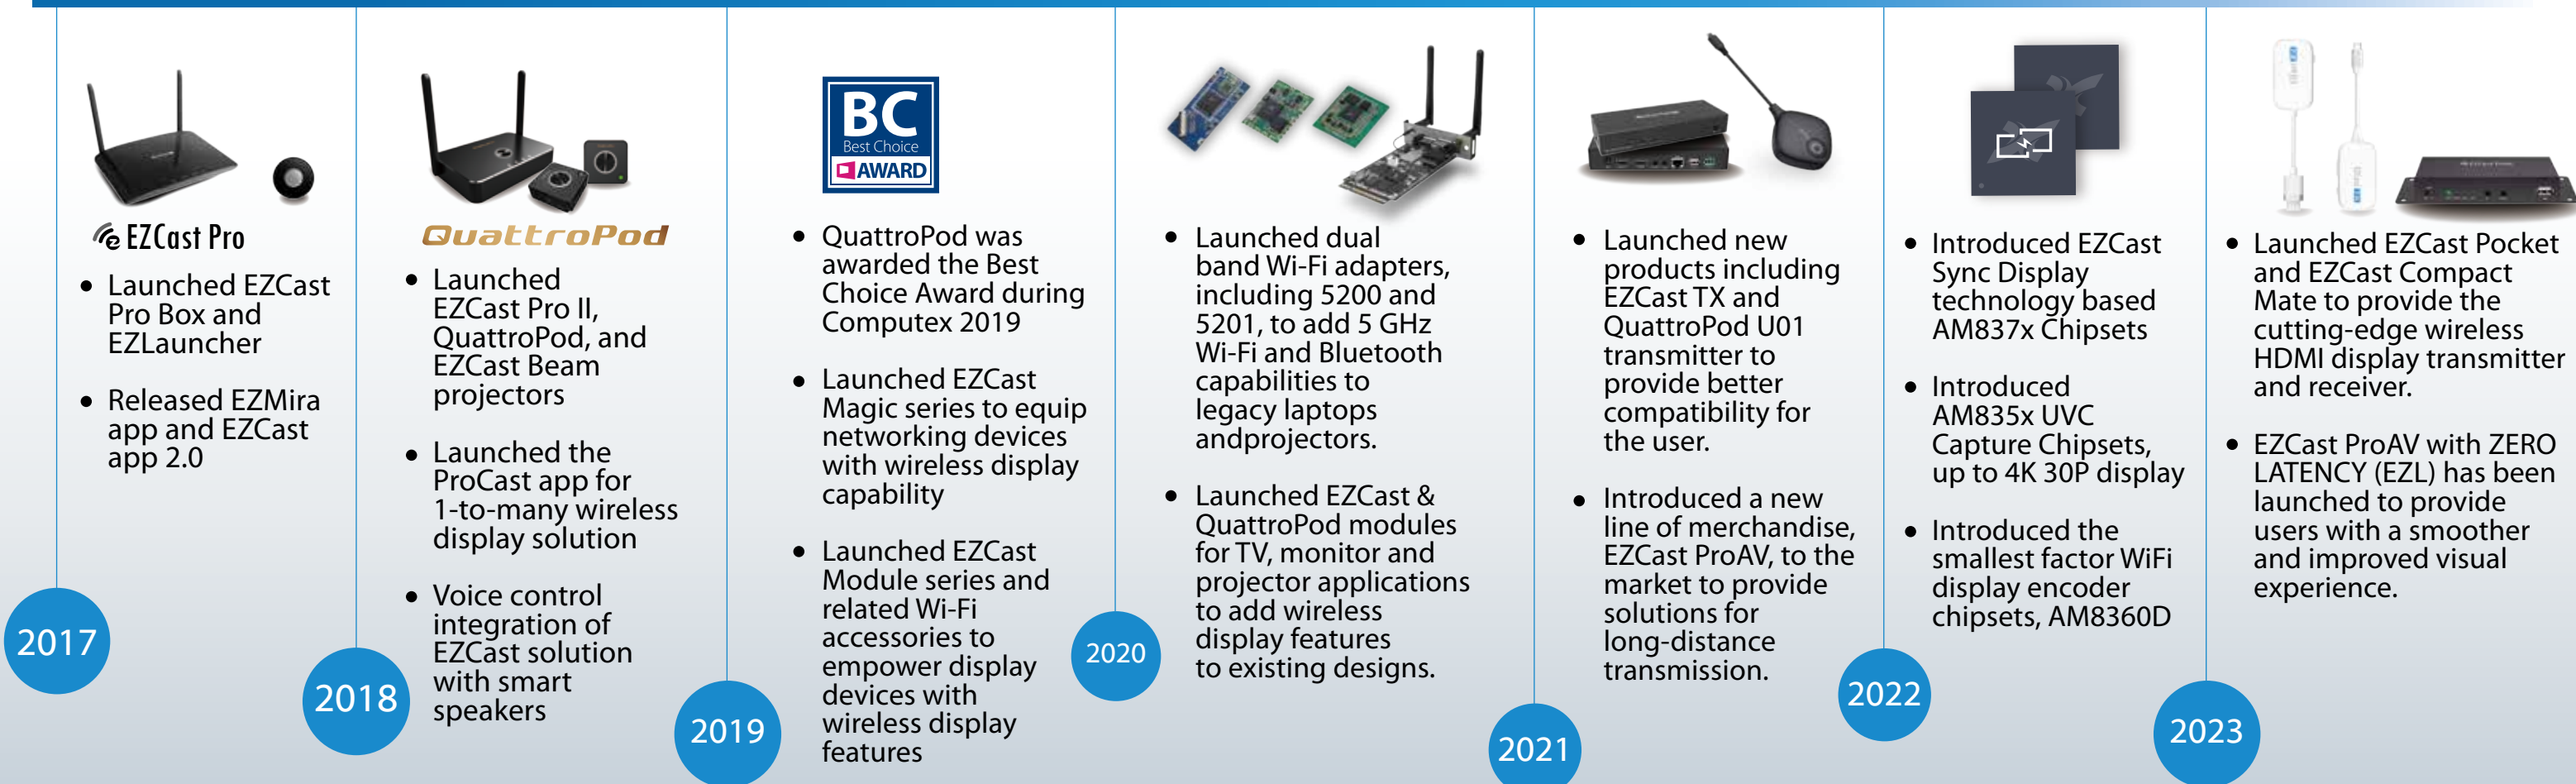 EZCast Pro
• Launched EZCast
Pro Box and
EZLauncher
• Released EZMira
app and EZCast
app 2.0
2017
QuattroPod
• Launched
EZCast Pro II,
QuattroPod, and
EZCast Beam
projectors
• Launched the
ProCast app for
1-to-many wireless
display solution
• Voice control
integration of
EZCast solution
with smart
speakers
2018
BC
Best Choice
AWARD
• QuattroPod was
awarded the Best
Choice Award during
Computex 2019
• Launched EZCast
Magic series to equip
networking devices
with wireless display
capability
• Launched EZCast
Module series and
related Wi-Fi
accessories to
empower display
devices with
wireless display
features
2019
• Launched dual
band Wi-Fi adapters,
including 5200 and
5201, to add 5 GHz
Wi-Fi and Bluetooth
capabilities to
legacy laptops
andprojectors.
• Launched EZCast &
QuattroPod modules
for TV, monitor and
projector applications
to add wireless
display features
to existing designs.
2020
• Launched new
products including
EZCast TX and
QuattroPod U01
transmitter to
provide better
compatibility for
the user.
• Introduced a new
line of merchandise,
EZCast ProAV, to the
market to provide
solutions for
long-distance
transmission.
2021
• Introduced EZCast
Sync Display
technology based
AM837x Chipsets
• Introduced
AM835x UVC
Capture Chipsets,
up to 4K 30P display
• Introduced the
smallest factor WiFi
display encoder
chipsets, AM8360D
2022
• Launched EZCast Pocket
and EZCast Compact
Mate to provide the
cutting-edge wireless
HDMI display transmitter
and receiver.
• EZCast ProAV with ZERO
LATENCY (EZL) has been
launched to provide
users with a smoother
and improved visual
experience.
2023